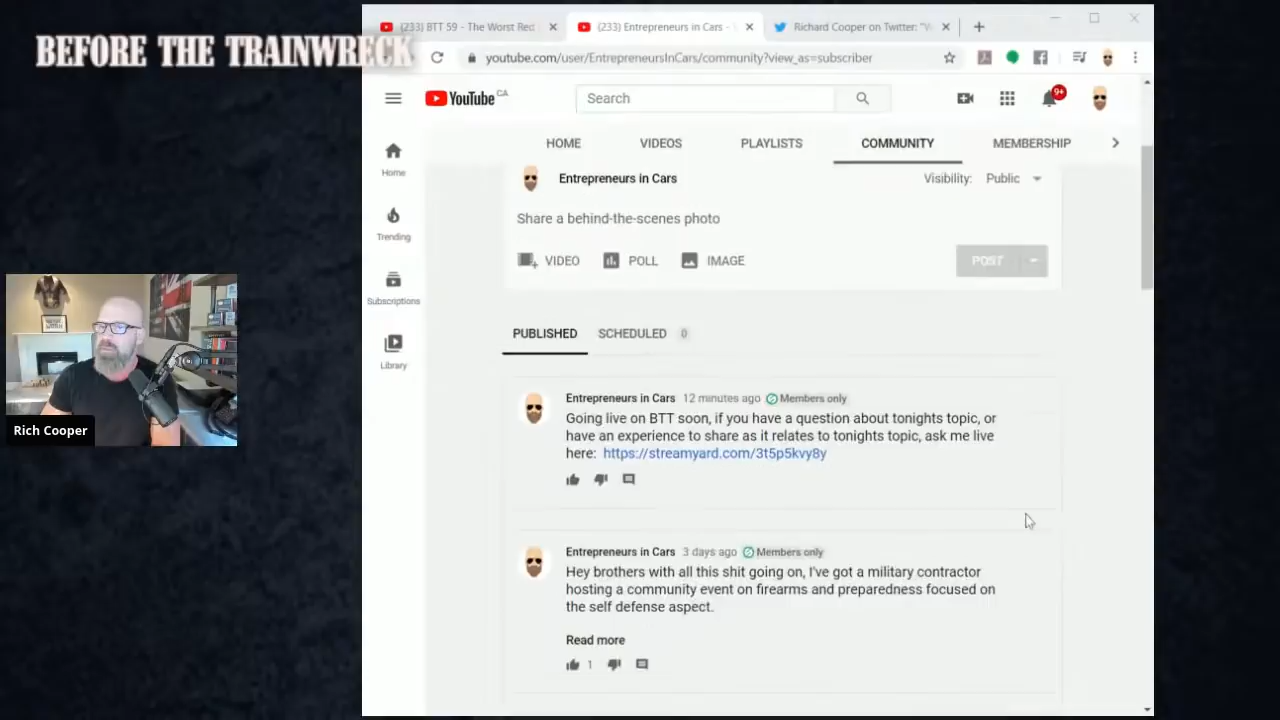 BEFORE THE TRAINWRECK
(233) BTT 59 - The Worst Red
(233) Entrepreneurs in Cars -
Richard Cooper on Twitter: "W
youtube.com/user/EntrepreneursInCars/community?view_as=subscriber
YouTube CA
Search
9+
HOME
VIDEOS
PLAYLISTS
COMMUNITY
MEMBERSHIP
Home
Trending
Subscriptions
Library
Entrepreneurs in Cars
Visibility: Public
Share a behind-the-scenes photo
VIDEO
POLL
IMAGE
POST
PUBLISHED
SCHEDULED 0
Entrepreneurs in Cars 12 minutes ago Members only
Going live on BTT soon, if you have a question about tonights topic, or
have an experience to share as it relates to tonights topic, ask me live
here: https://streamyard.com/3t5p5kvy8y
Entrepreneurs in Cars 3 days ago Members only
Hey brothers with all this shit going on, I've got a military contractor
hosting a community event on firearms and preparedness focused on
the self defense aspect.
Read more
1
Rich Cooper